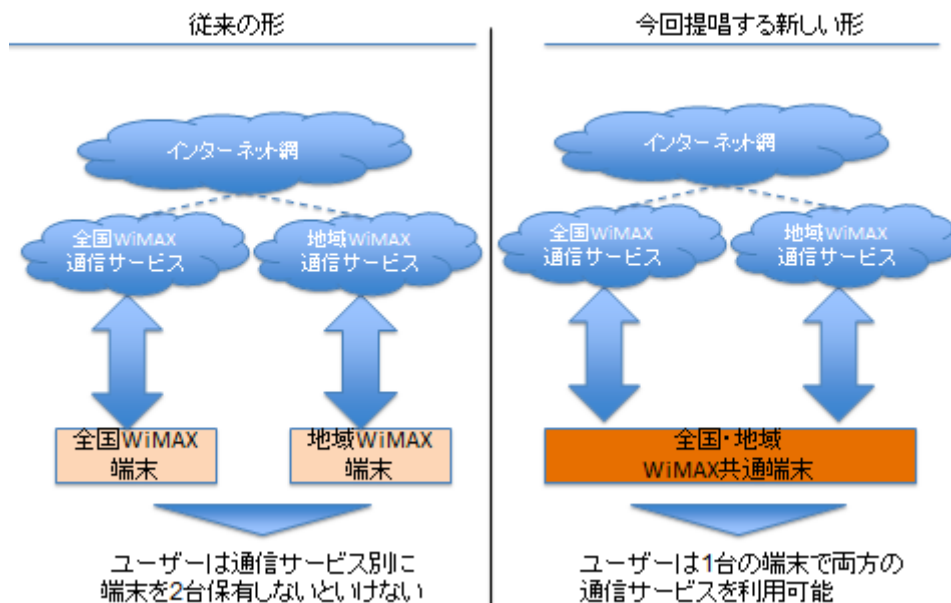 従来の形
インターネット網
全国WiMAX
通信サービス
地域WiMAX
通信サービス
全国WiMAX
端末
地域WiMAX
端末
ユーザーは通信サービス別に
端末を2台保有しないといけない
今回提唱する新しい形
インターネット網
全国WiMAX
通信サービス
地域WiMAX
通信サービス
全国・地域
WiMAX共通端末
ユーザーは1台の端末で両方の
通信サービスを利用可能